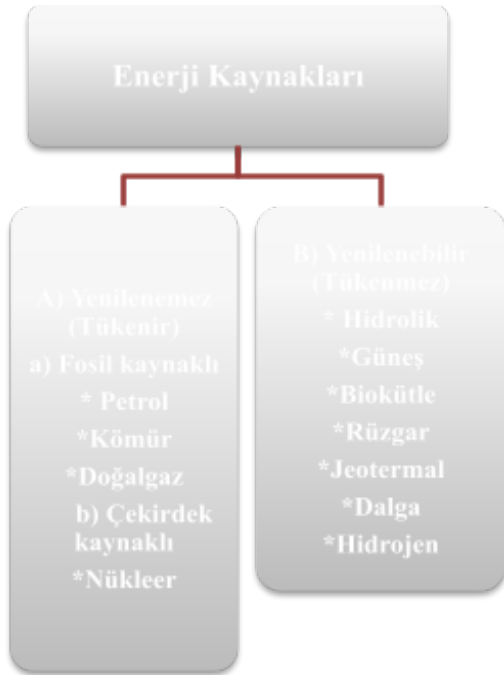 Enerji Kaynakları
A) Yenilenemez
(Tükenir)
a) Fosil kaynaklı
* Petrol
*Kömür
*Doğalgaz
b) Çekirdek
kaynaklı
*Nükleer
B) Yenilenebilir
(Tükenmez)
* Hidrolik
*Güneş
*Biokütle
*Rüzgar
*Jeotermal
*Dalga
*Hidrojen